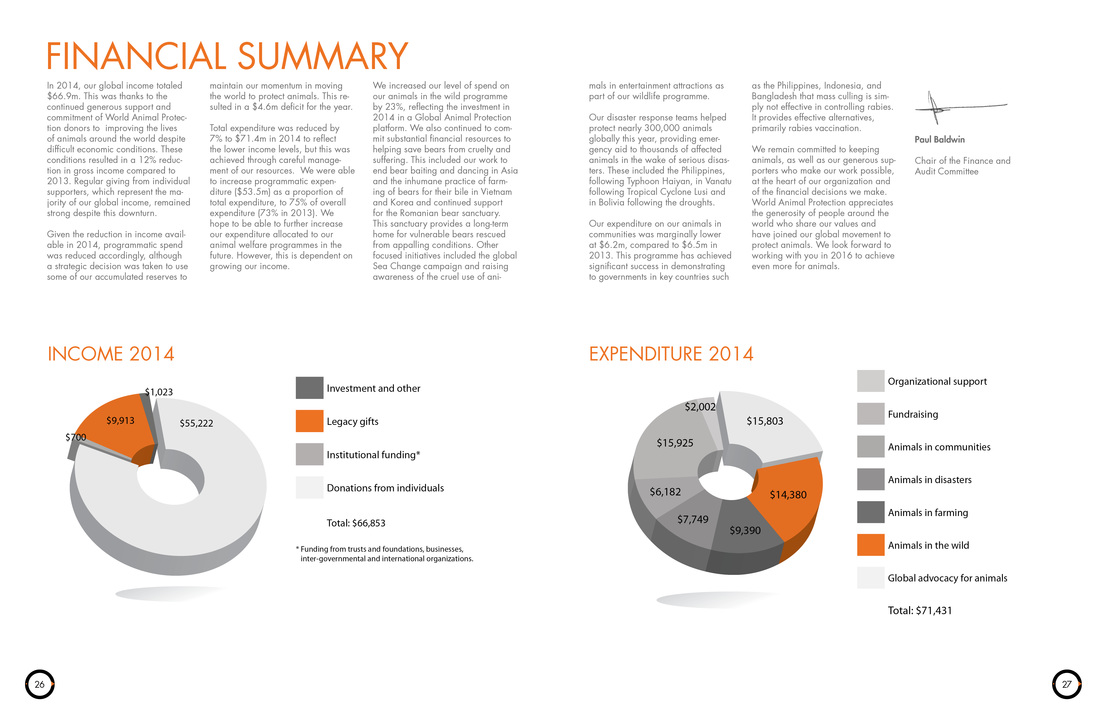 FINANCIAL SUMMARY
In 2014, our global income totaled
$66.9m. This was thanks to the
continued generous support and
commitment of World Animal Protec-
tion donors to  improving the lives
of animals around the world despite
difficult economic conditions. These
conditions resulted in a 12% reduc-
tion in gross income compared to
2013. Regular giving from individual
supporters, which represent the ma-
jority of our global income, remained
strong despite this downturn.
Given the reduction in income avail-
able in 2014, programmatic spend
was reduced accordingly, although
a strategic decision was taken to use
some of our accumulated reserves to
maintain our momentum in moving
the world to protect animals. This re-
sulted in a $4.6m deficit for the year.
Total expenditure was reduced by
7% to $71.4m in 2014 to reflect
the lower income levels, but this was
achieved through careful manage-
ment of our resources.  We were able
to increase programmatic expen-
diture ($53.5m) as a proportion of
total expenditure, to 75% of overall
expenditure (73% in 2013). We
hope to be able to further increase
our expenditure allocated to our
animal welfare programmes in the
future. However, this is dependent on
growing our income.
We increased our level of spend on
our animals in the wild programme
by 23%, reflecting the investment in
2014 in a Global Animal Protection
platform. We also continued to com-
mit substantial financial resources to
helping save bears from cruelty and
suffering. This included our work to
end bear baiting and dancing in Asia
and the inhumane practice of farm-
ing of bears for their bile in Vietnam
and Korea and continued support
for the Romanian bear sanctuary.
This sanctuary provides a long-term
home for vulnerable bears rescued
from appalling conditions. Other
focused initiatives included the global
Sea Change campaign and raising
awareness of the cruel use of ani-
mals in entertainment attractions as
part of our wildlife programme.
Our disaster response teams helped
protect nearly 300,000 animals
globally this year, providing emer-
gency aid to thousands of affected
animals in the wake of serious disas-
ters. These included the Philippines,
following Typhoon Haiyan, in Vanatu
following Tropical Cyclone Lusi and
in Bolivia following the droughts.
Our expenditure on our animals in
communities was marginally lower
at $6.2m, compared to $6.5m in
2013. This programme has achieved
significant success in demonstrating
to governments in key countries such
as the Philippines, Indonesia, and
Bangladesh that mass culling is sim-
ply not effective in controlling rabies.
It provides effective alternatives,
primarily rabies vaccination.
We remain committed to keeping
animals, as well as our generous sup-
porters who make our work possible,
at the heart of our organization and
of the financial decisions we make.
World Animal Protection appreciates
the generosity of people around the
world who share our values and
have joined our global movement to
protect animals. We look forward to
working with you in 2016 to achieve
even more for animals.
Paul Baldwin
Chair of the Finance and
Audit Committee
INCOME 2014
$1,023
$9,913
$55,222
$700
Investment and other
Legacy gifts
Institutional funding*
Donations from individuals
Total: $66,853
* Funding from trusts and foundations, businesses,
inter-governmental and international organizations.
EXPENDITURE 2014
$2,002
$15,803
$15,925
$14,380
$6,182
$7,749
$9,390
Organizational support
Fundraising
Animals in communities
Animals in disasters
Animals in farming
Animals in the wild
Global advocacy for animals
Total: $71,431
26
27